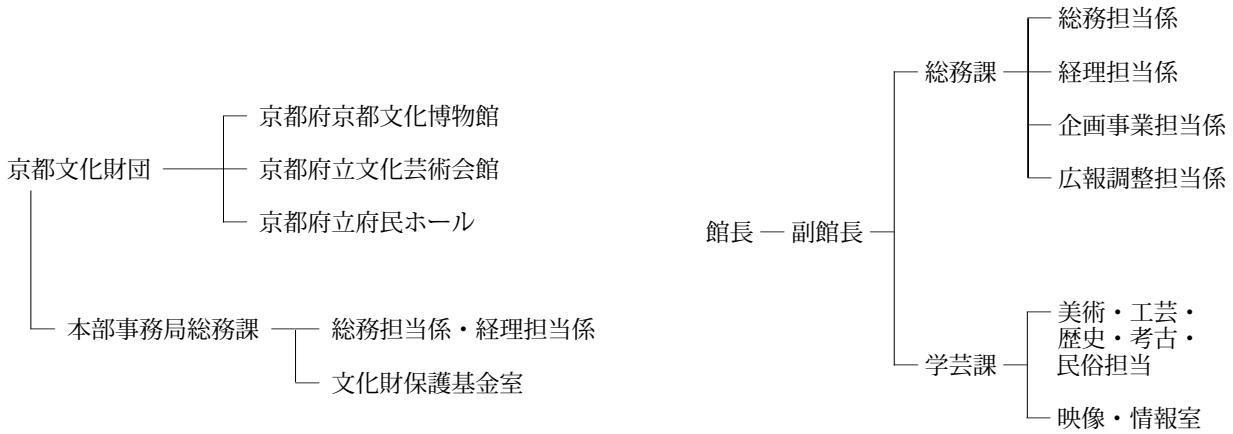 京都文化財団
京都府京都文化博物館
京都府立文化芸術会館
京都府立府民ホール
本部事務局総務課
総務担当係・経理担当係
文化財保護基金室
館長
副館長
総務課
総務担当係
経理担当係
企画事業担当係
広報調整担当係
学芸課
美術・工芸・
歴史・考古・
民俗担当
映像・情報室